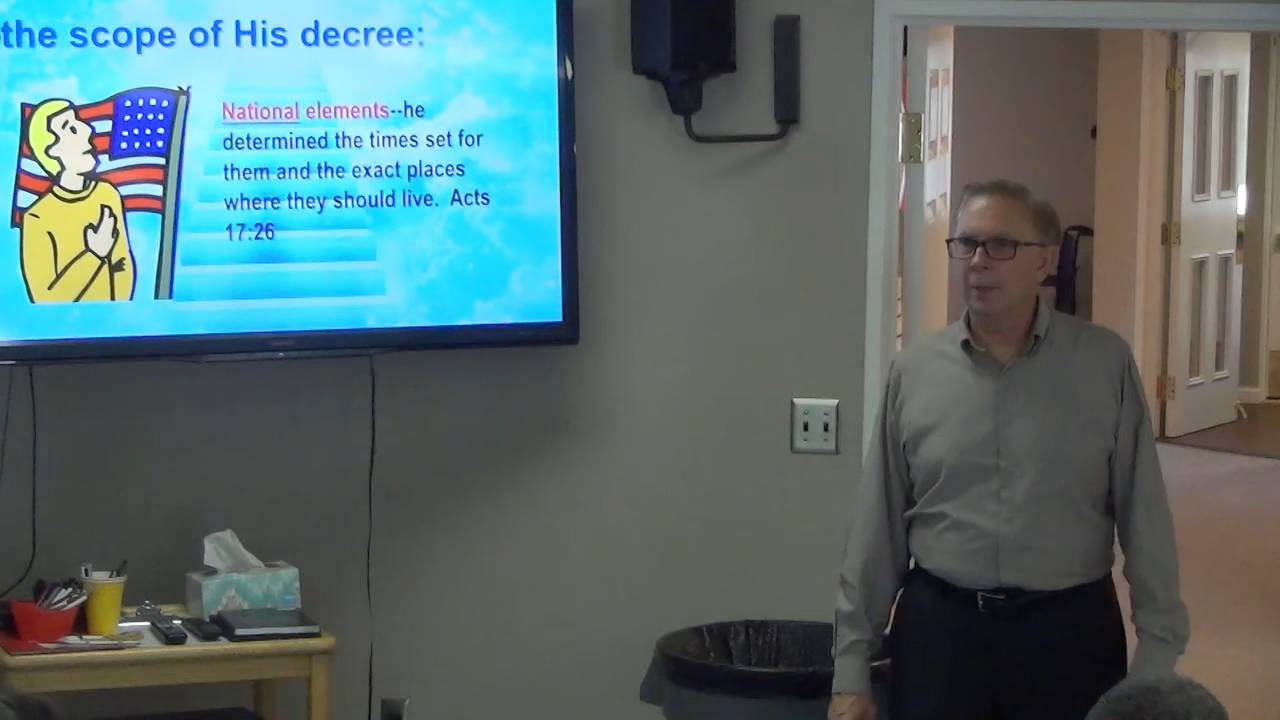 the scope of His decree:
National elements--he
determined the times set for
them and the exact places
where they should live. Acts
17:26